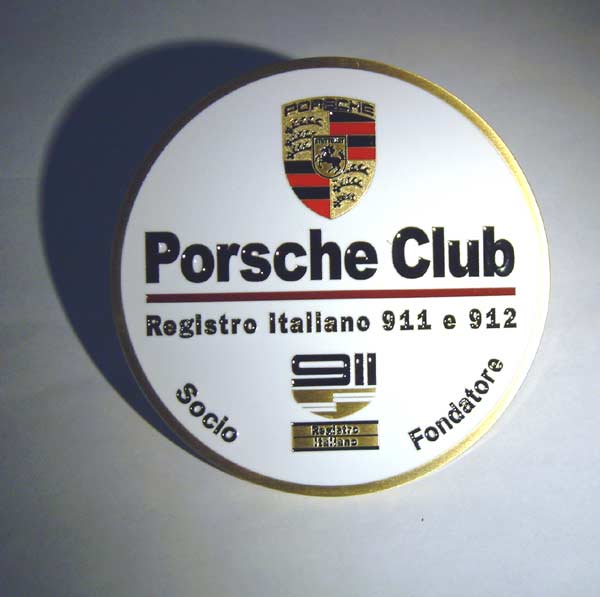 PORSCHE
Porsche Club
Registro Italiano 911 e 912
911
Registro
Italiano
Socio
Fondatore